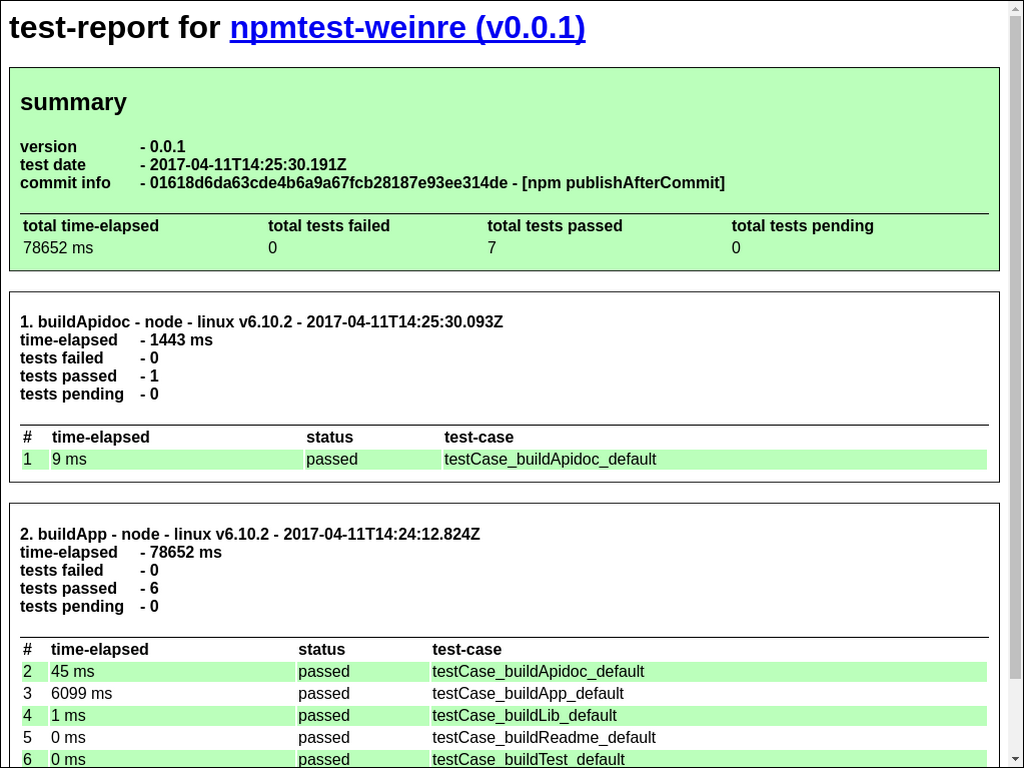 test-report for npmtest-weinre (v0.0.1)
summary
version - 0.0.1
test date - 2017-04-11T14:25:30.191Z
commit info - 01618d6da63cde4b6a9a67fcb28187e93ee314de - [npm publishAfterCommit]
total time-elapsed total tests failed total tests passed total tests pending
78652 ms 0 7 0
1. buildApidoc - node - linux v6.10.2 - 2017-04-11T14:25:30.093Z
time-elapsed - 1443 ms
tests failed - 0
tests passed - 1
tests pending - 0
# time-elapsed status test-case
1 9 ms passed testCase_buildApidoc_default
2. buildApp - node - linux v6.10.2 - 2017-04-11T14:24:12.824Z
time-elapsed - 78652 ms
tests failed - 0
tests passed - 6
tests pending - 0
# time-elapsed status test-case
2 45 ms passed testCase_buildApidoc_default
3 6099 ms passed testCase_buildApp_default
4 1 ms passed testCase_buildLib_default
5 0 ms passed testCase_buildReadme_default
6 0 ms passed testCase_buildTest_default